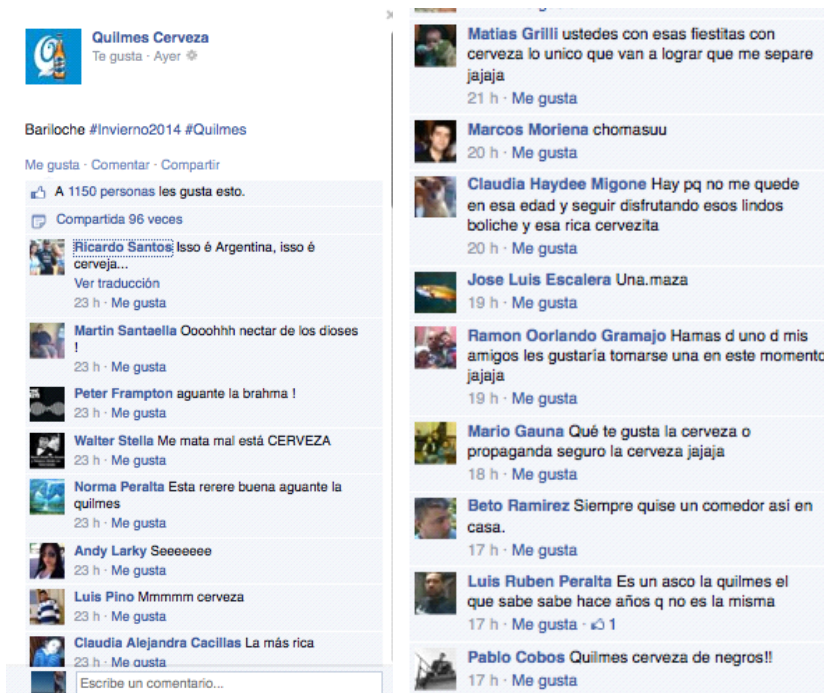 Quilmes Cerveza
Te gusta · Ayer
Bariloche #Invierno2014 #Quilmes
Me gusta · Comentar · Compartir
A 1150 personas les gusta esto.
Compartida 96 veces
Ricardo Santos Isso é Argentina, isso é
cerveja...
Ver traducción
23 h · Me gusta
Martin Santaella Oooohhh nectar de los dioses
!
23 h · Me gusta
Peter Frampton aguante la brahma !
23 h · Me gusta
Walter Stella Me mata mal está CERVEZA
23 h · Me gusta
Norma Peralta Esta rerere buena aguante la
quilmes
23 h · Me gusta
Andy Larky Seeeeeee
23 h · Me gusta
Luis Pino Mmmmm cerveza
23 h · Me gusta
Claudia Alejandra Cacillas La más rica
23 h · Me gusta
Escribe un comentario...
Matias Grilli ustedes con esas fiestitas con
cerveza lo unico que van a lograr que me separe
jajaja
21 h · Me gusta
Marcos Moriena chomasuu
20 h · Me gusta
Claudia Haydee Migone Hay pq no me quede
en esa edad y seguir disfrutando esos lindos
boliche y esa rica cervezita
20 h · Me gusta
Jose Luis Escalera Una.maza
19 h · Me gusta
Ramon Oorlando Gramajo Hamas d uno d mis
amigos les gustaría tomarse una en este momento
jajaja
19 h · Me gusta
Mario Gauna Qué te gusta la cerveza o
propaganda seguro la cerveza jajaja
18 h · Me gusta
Beto Ramirez Siempre quise un comedor así en
casa.
17 h · Me gusta
Luis Ruben Peralta Es un asco la quilmes el
que sabe sabe hace años q no es la misma
17 h · Me gusta · 1
Pablo Cobos Quilmes cerveza de negros!!
17 h · Me gusta